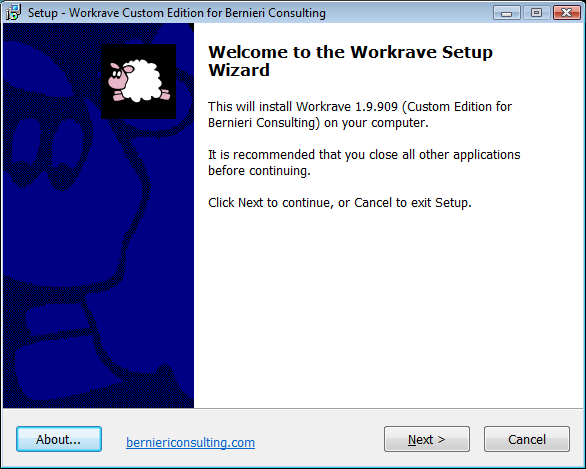 Setup - Workrave Custom Edition for Bernieri Consulting
Welcome to the Workrave Setup
Wizard
This will install Workrave 1.9.909 (Custom Edition for
Bernieri Consulting) on your computer.
It is recommended that you close all other applications
before continuing.
Click Next to continue, or Cancel to exit Setup.
About...
berniericonsulting.com
Next >
Cancel